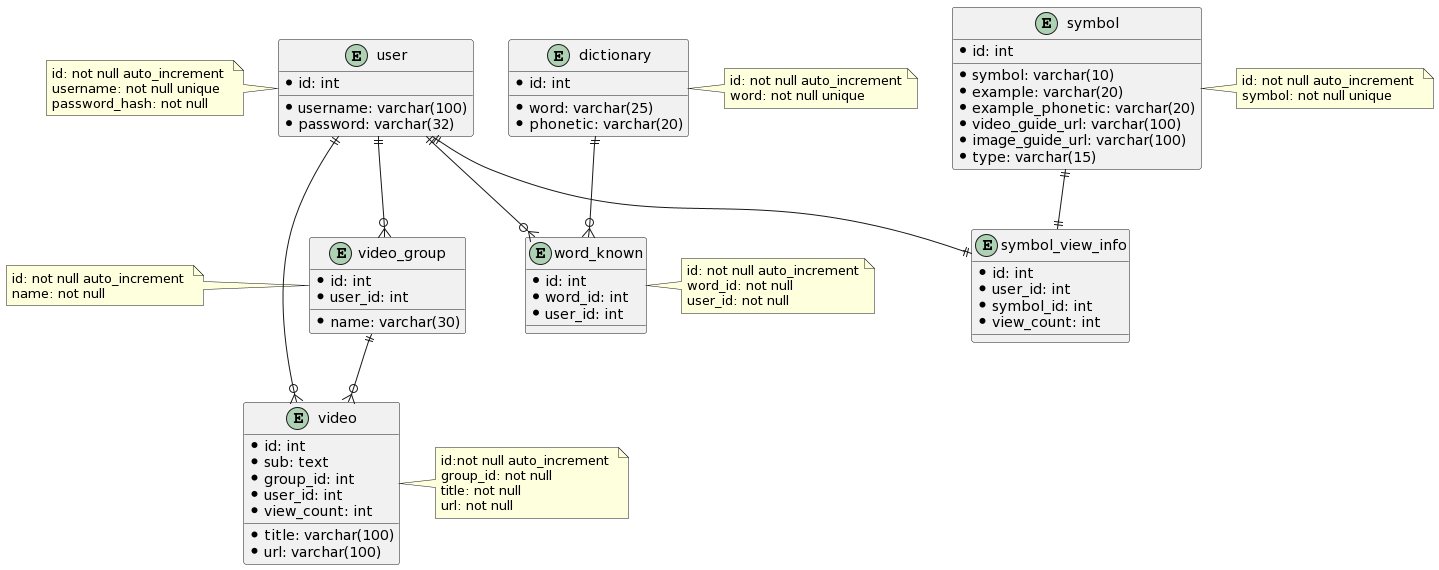 E user
id: int
username: varchar(100)
password: varchar(32)
id: not null auto_increment
username: not null unique
password_hash: not null
E dictionary
id: int
word: varchar(25)
phonetic: varchar(20)
id: not null auto_increment
word: not null unique
E symbol
id: int
symbol: varchar(10)
example: varchar(20)
example_phonetic: varchar(20)
video_guide_url: varchar(100)
image_guide_url: varchar(100)
type: varchar(15)
id: not null auto_increment
symbol: not null unique
E video_group
id: int
user_id: int
name: varchar(30)
id: not null auto_increment
name: not null
E word_known
id: int
word_id: int
user_id: int
id: not null auto_increment
word_id: not null
user_id: not null
E symbol_view_info
id: int
user_id: int
symbol_id: int
view_count: int
E video
id: int
sub: text
group_id: int
user_id: int
view_count: int
title: varchar(100)
url: varchar(100)
id:not null auto_increment
group_id: not null
title: not null
url: not null